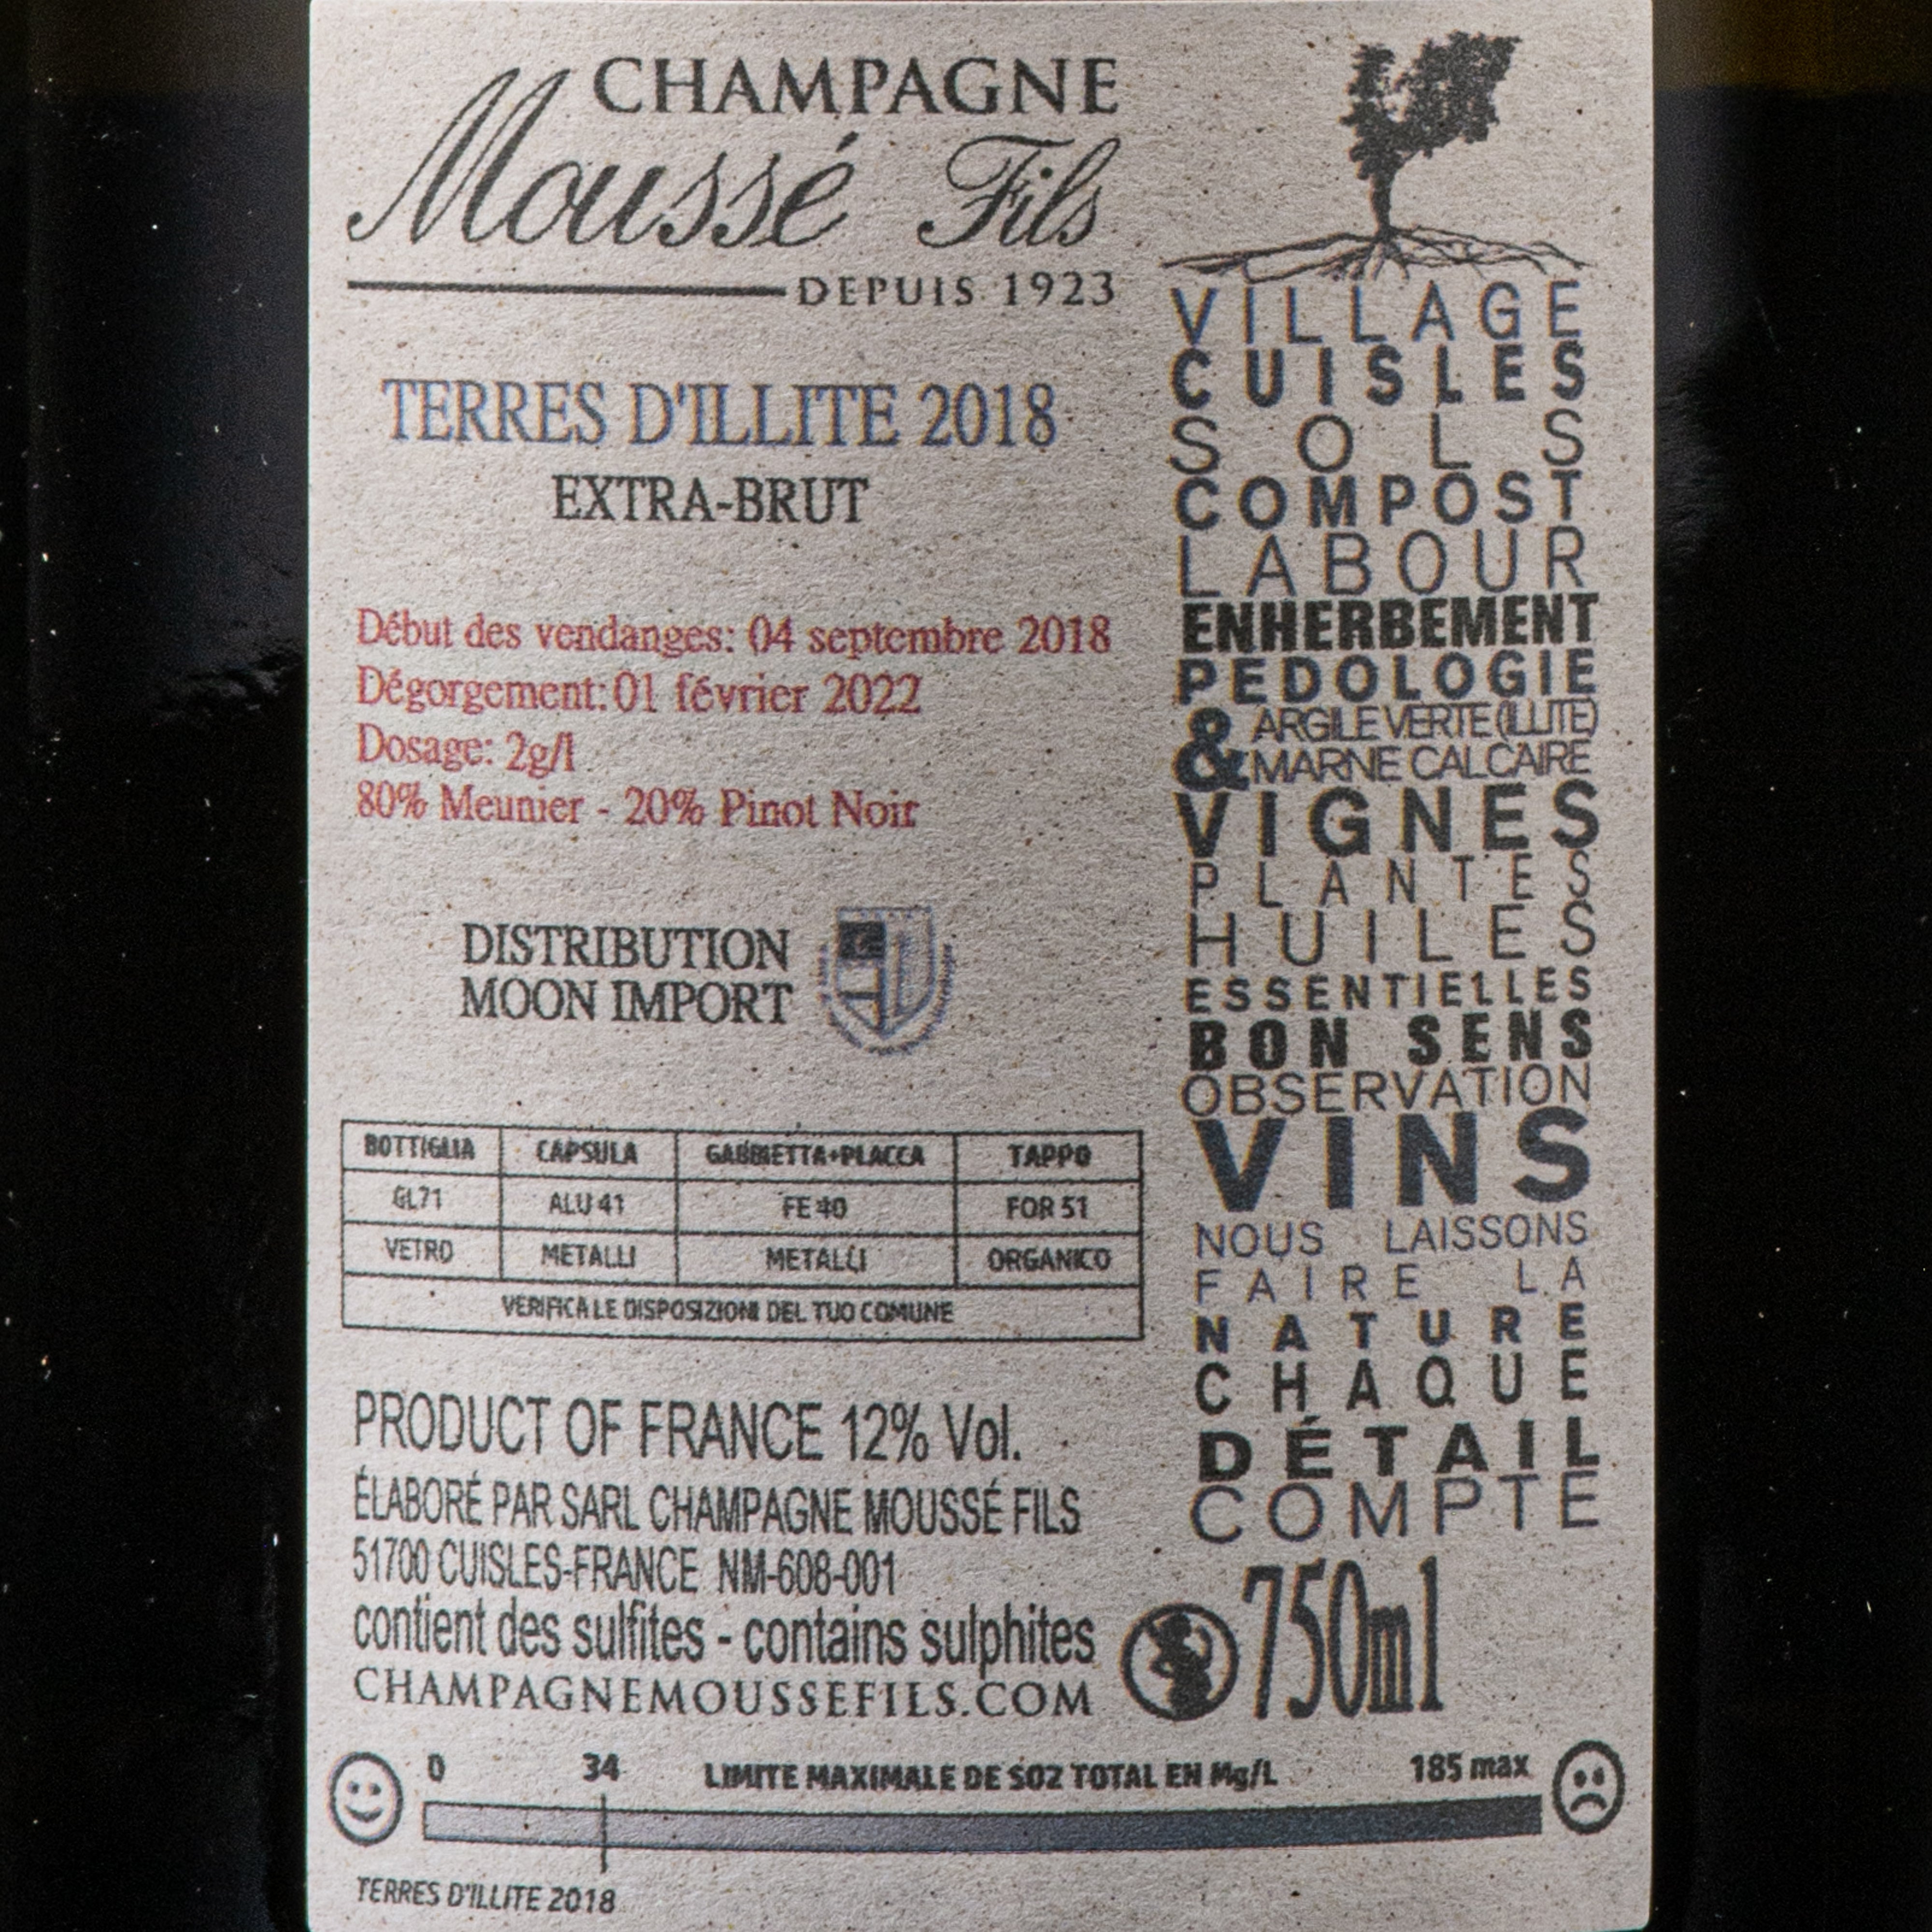 CHAMPAGNE
Moussé Fils
DEPUIS 1923
TERRES D'ILLITE 2018
EXTRA-BRUT
Début des vendanges: 04 septembre 2018
Dégorgement: 01 février 2022
Dosage: 2g/l
80% Meunier - 20% Pinot Noir
DISTRIBUTION
MOON IMPORT
BOTTIGLIA CAPSULA GABBIETTA+PLACCA TAPPO
GL71 ALU 41 FE 40 FOR 51
VETRO METALLI METALLI ORGANICO
VERIFICA LE DISPOSIZIONI DEL TUO COMUNE
PRODUCT OF FRANCE 12% Vol.
ÉLABORÉ PAR SARL CHAMPAGNE MOUSSÉ FILS
51700 CUISLES-FRANCE NM-608-001
contient des sulfites - contains sulphites
CHAMPAGNEMOUSSEFILS.COM
VILLAGE
CUISLES
SOLS
COMPOST
LABOUR
ENHERBEMENT
PEDOLOGIE
& ARGILE VERTE (ILLITE)
MARNE CALCAIRE
VIGNES
PLANTES
HUILES
ESSENTIELLES
BON SENS
OBSERVATION
VINS
NOUS LAISSONS
FAIRE LA
NATURE
CHAQUE
DÉTAIL
COMPTE
750ml
0 34 LIMITE MAXIMALE DE SO2 TOTAL EN Mg/L 185 max
TERRES D'ILLITE 2018